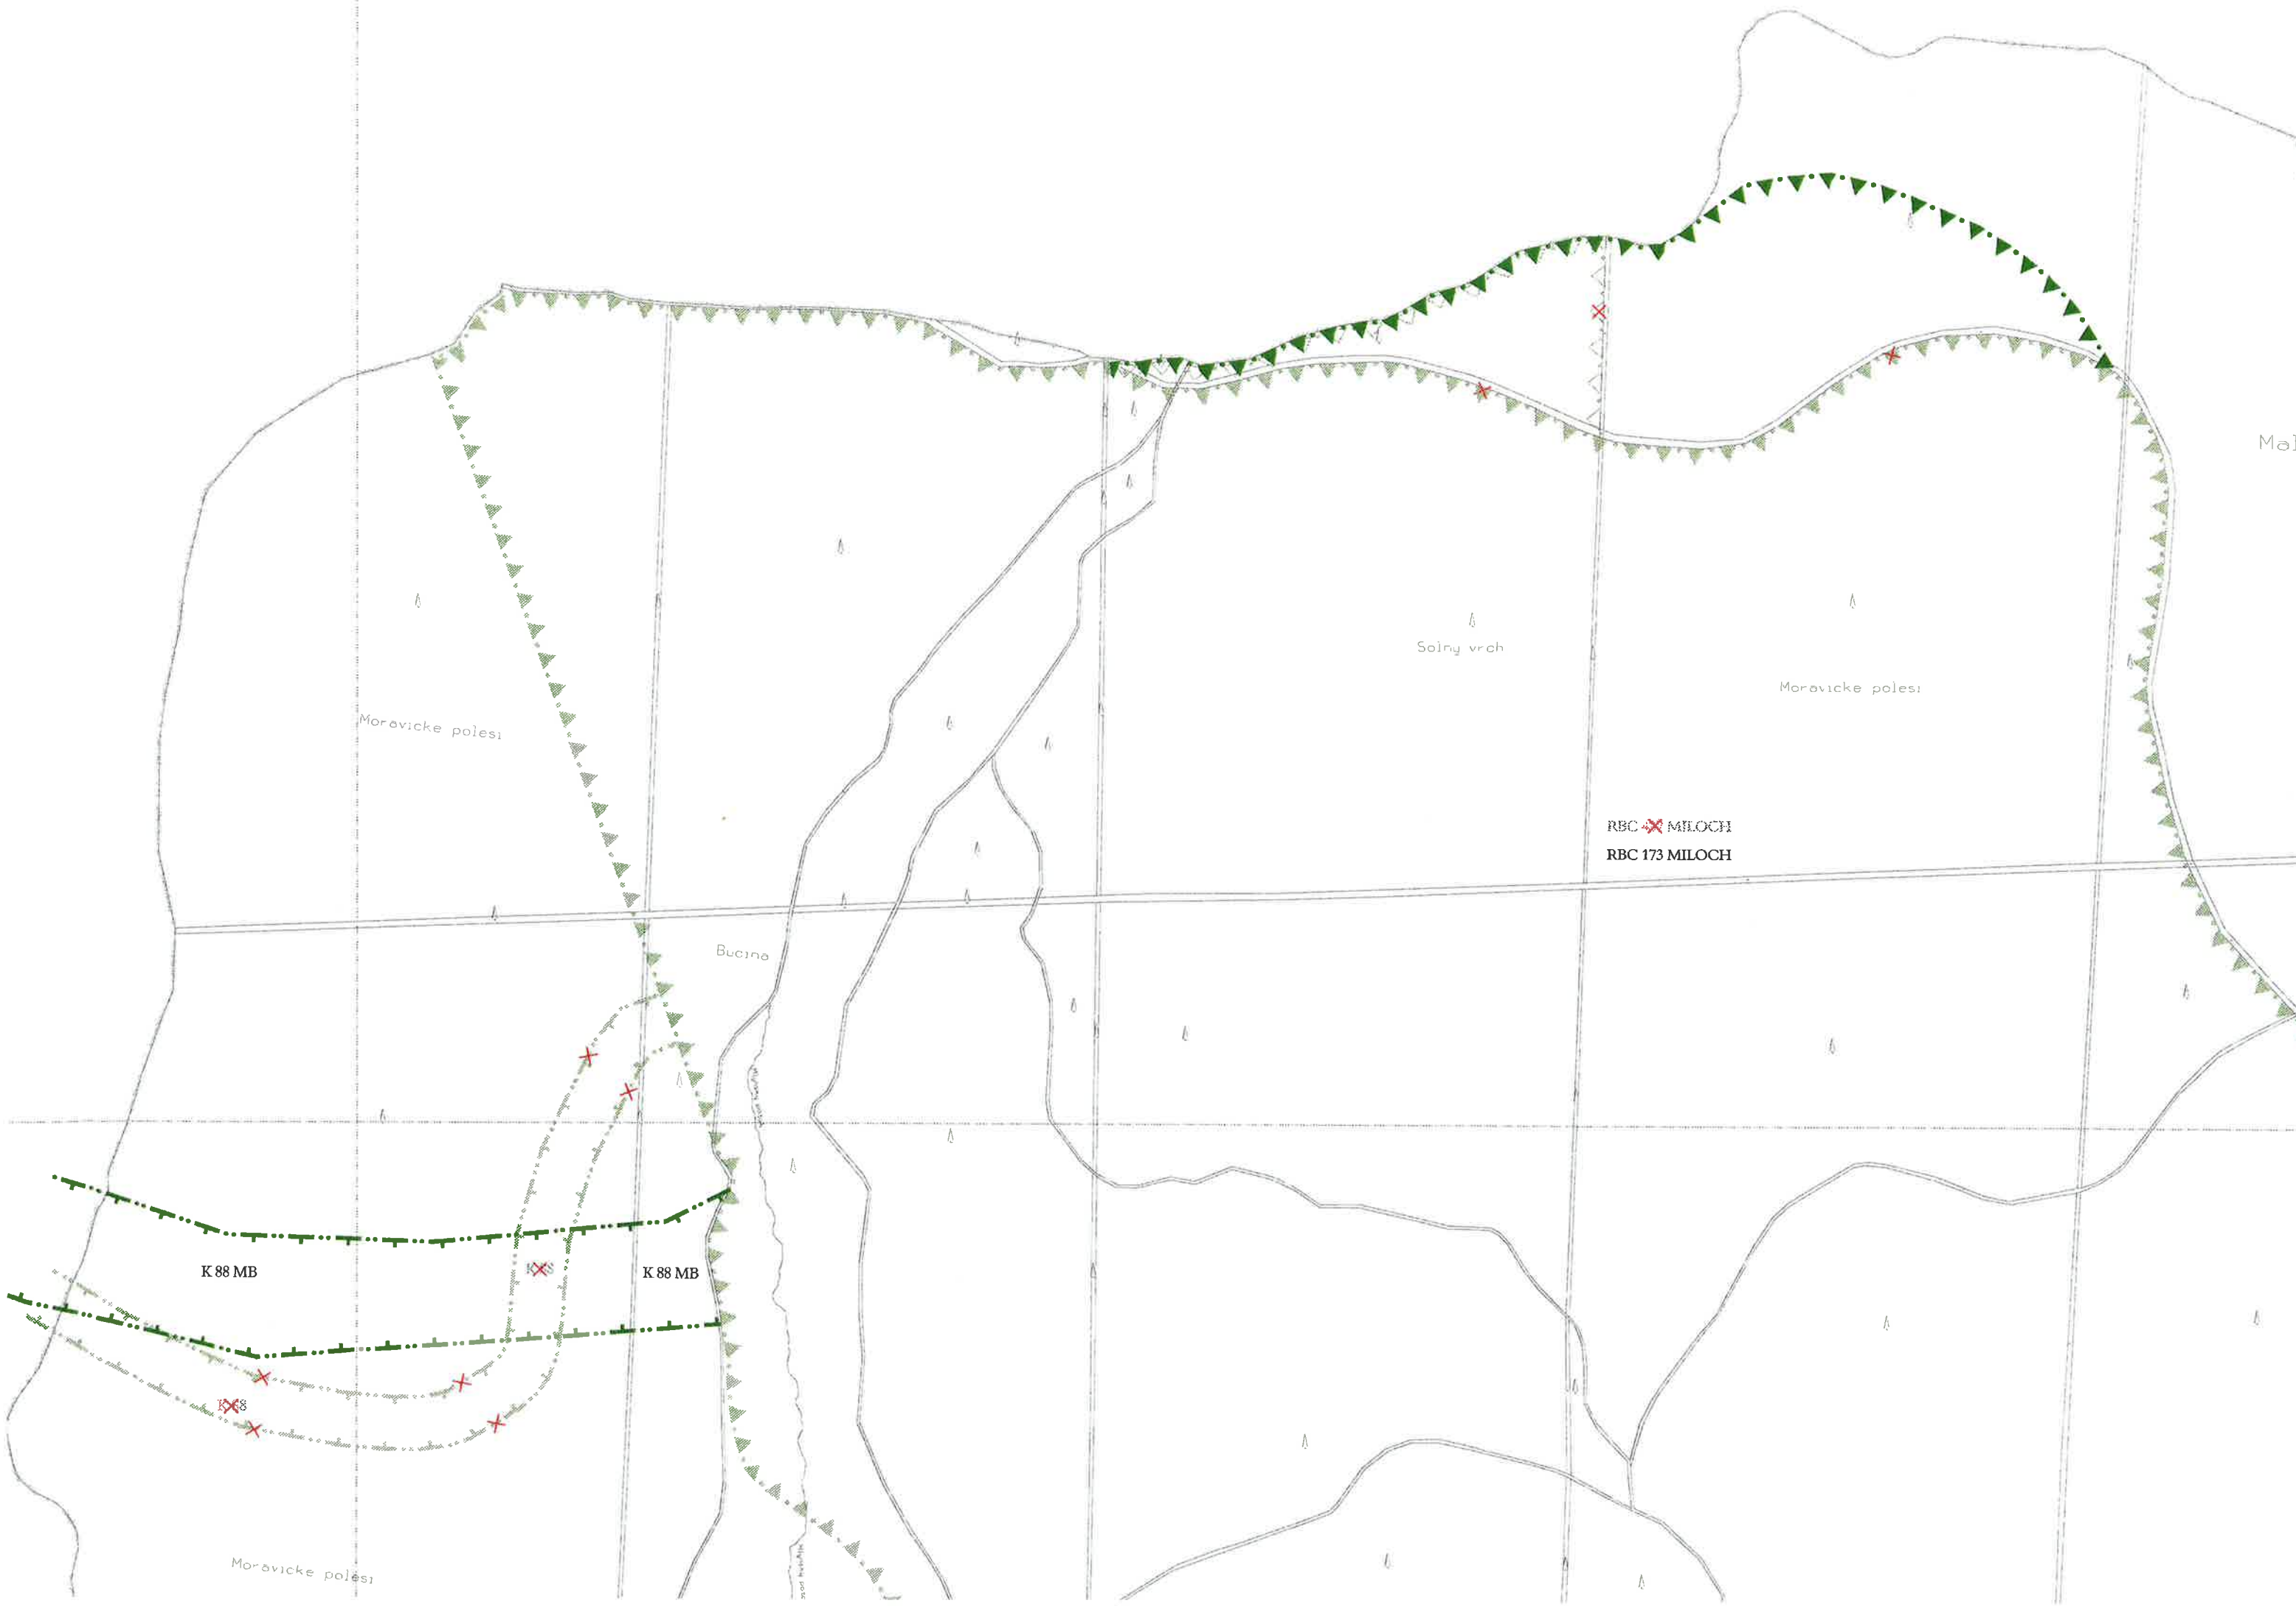 Mal
Solny vrch
Moravicke polesi
Moravicke polesi
RBC MILOCH
RBC 173 MILOCH
Bucina
K 88 MB
K 88 MB
Moravicke polesi